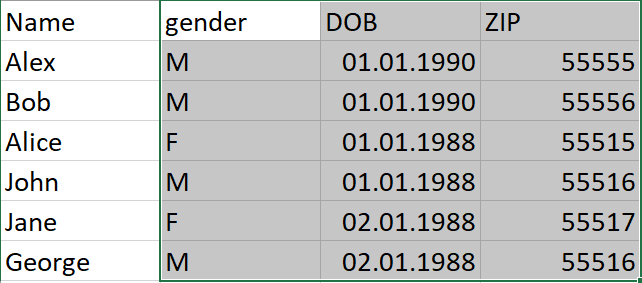 Name gender DOB ZIP
Alex M 01.01.1990 55555
Bob M 01.01.1990 55556
Alice F 01.01.1988 55515
John M 01.01.1988 55516
Jane F 02.01.1988 55517
George M 02.01.1988 55516